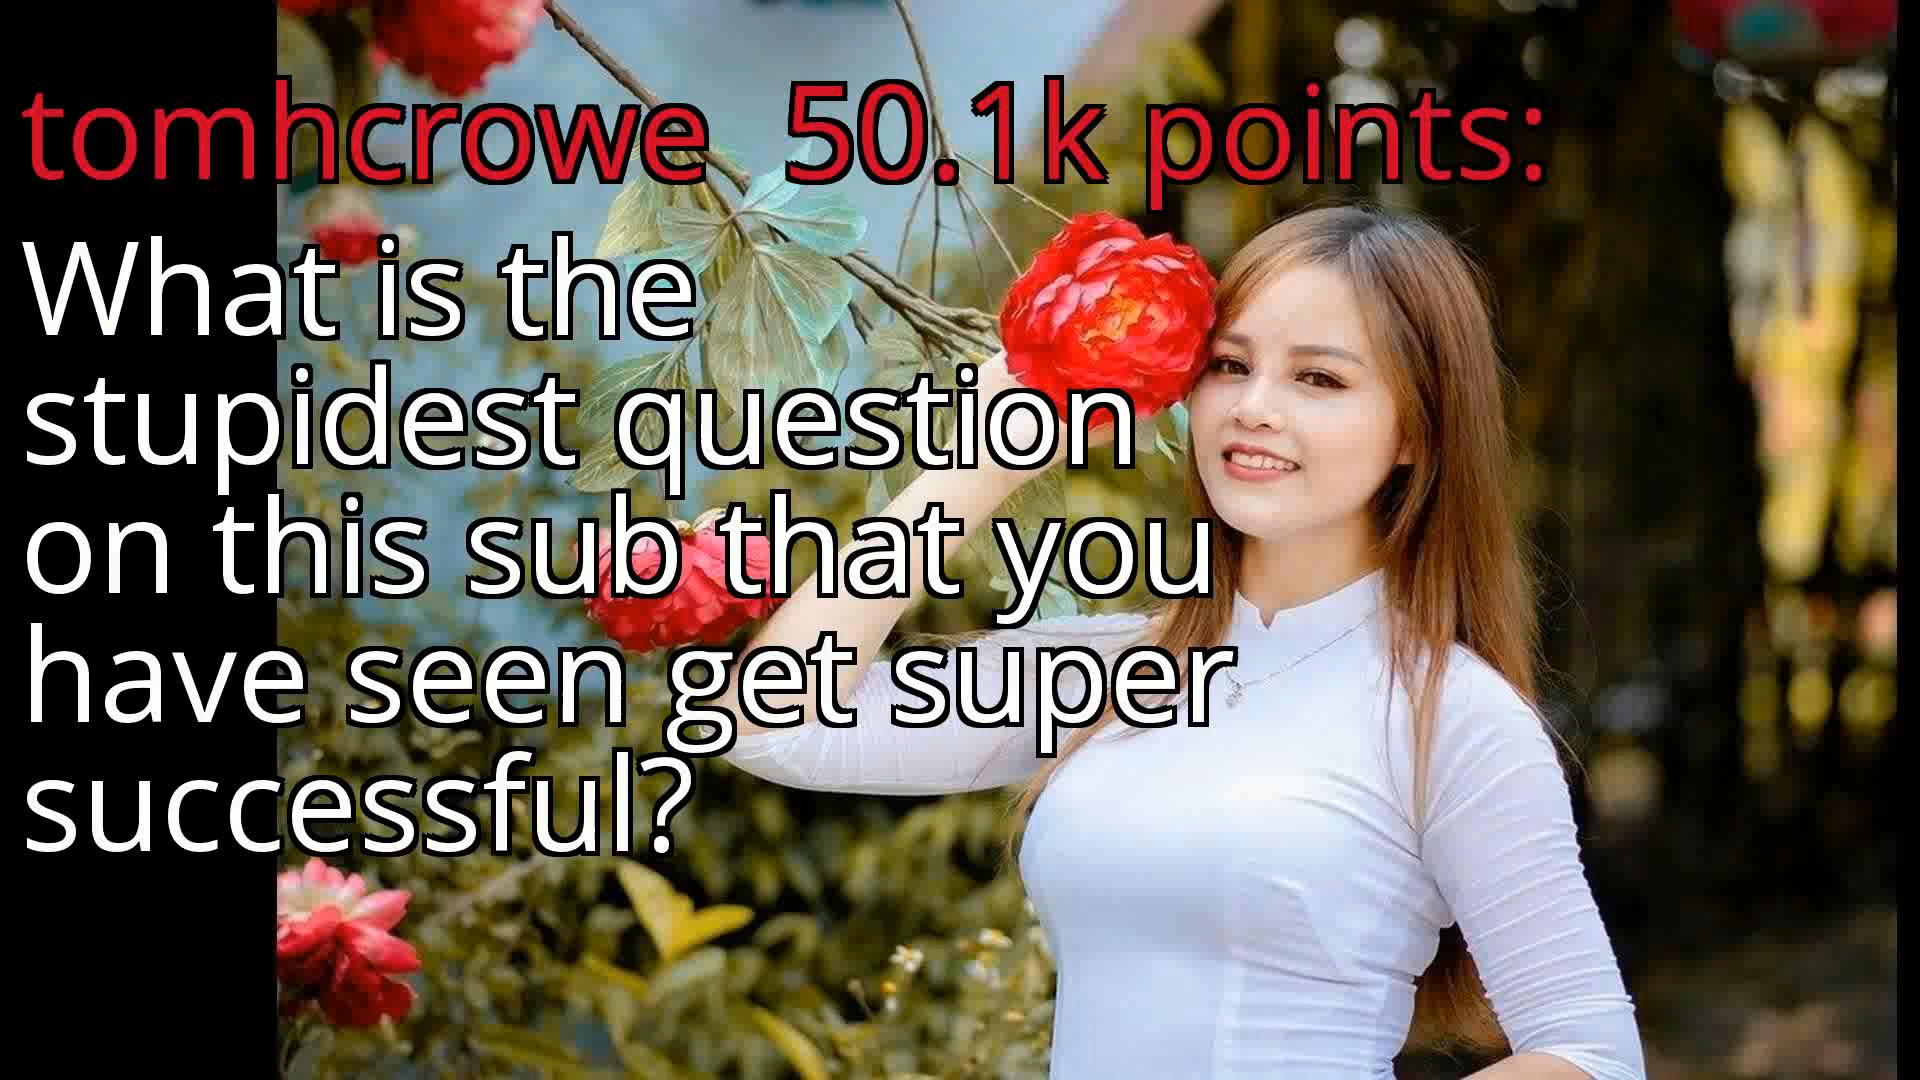 tomhcrowe  50.1k points:
What is the
stupidest question
on this sub that you
have seen get super
successful?